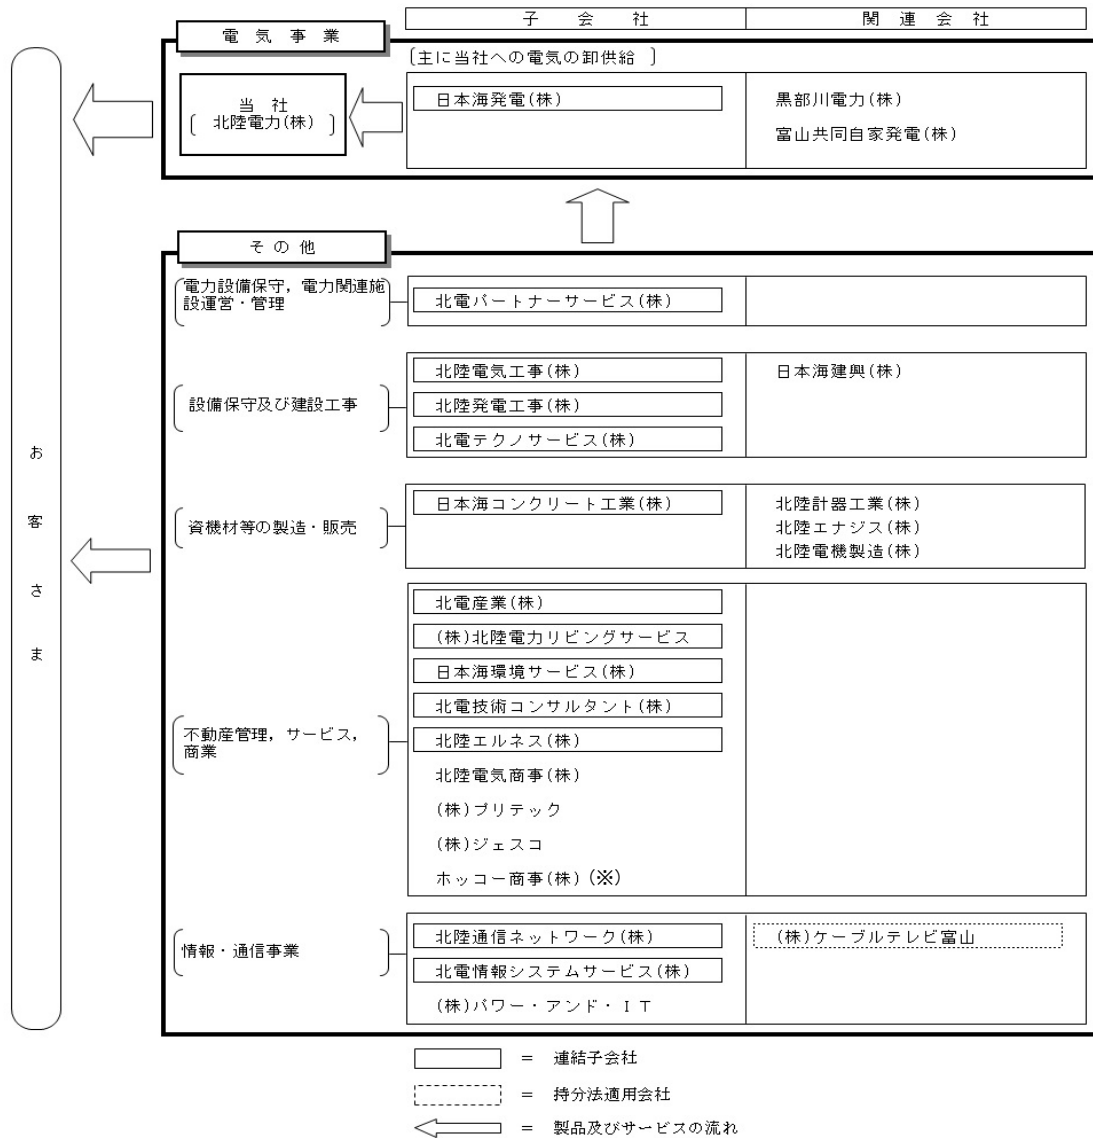 子 会 社
関 連 会 社
電 気 事 業
〔主に当社への電気の卸供給 〕
当 社
〔 北陸電力(株) 〕
日本海発電(株)
黒部川電力(株)
富山共同自家発電(株)
そ の 他
電力設備保守，電力関連施
設運営・管理
北電パートナーサービス(株)
設備保守及び建設工事
北陸電気工事(株)
北陸発電工事(株)
北電テクノサービス(株)
日本海建興(株)
資機材等の製造・販売
日本海コンクリート工業(株)
北陸計器工業(株)
北陸エナジス(株)
北陸電機製造(株)
不動産管理，サービス，
商業
北電産業(株)
(株)北陸電力リビングサービス
日本海環境サービス(株)
北電技術コンサルタント(株)
北陸エルネス(株)
北陸電気商事(株)
(株)プリテック
(株)ジェスコ
ホッコー商事(株)(※)
情報・通信事業
北陸通信ネットワーク(株)
北電情報システムサービス(株)
(株)パワー・アンド・ＩＴ
(株)ケーブルテレビ富山
お
客
さ
ま
＝ 連結子会社
＝ 持分法適用会社
＝ 製品及びサービスの流れ